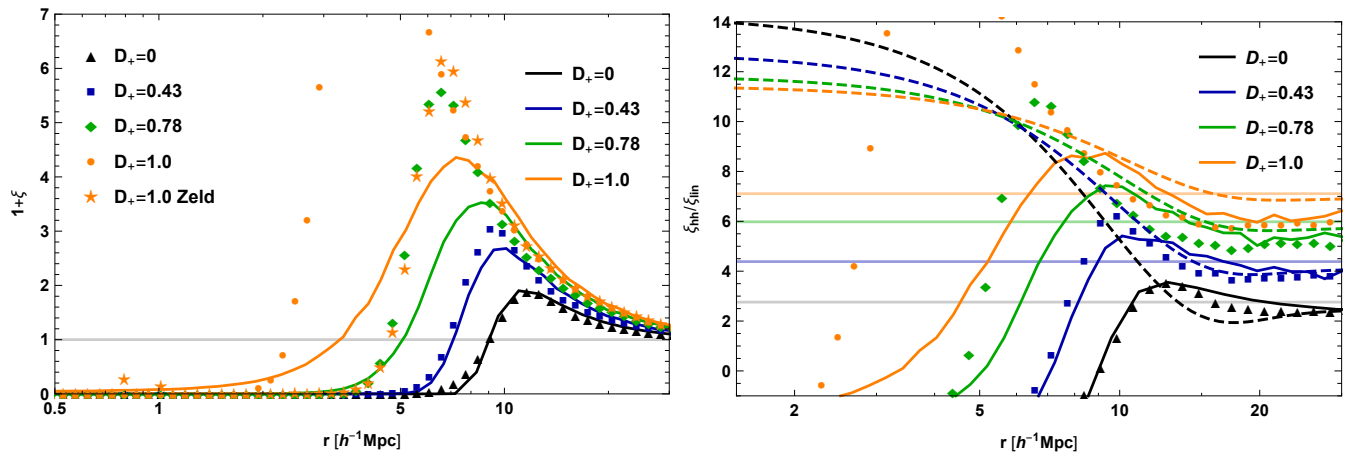 7
6
5
4
3
2
1
0
1+ξ
D₊=0
D₊=0.43
D₊=0.78
D₊=1.0
D₊=1.0 Zeld
D₊=0
D₊=0.43
D₊=0.78
D₊=1.0
0.5 1 5 10
r [h⁻¹Mpc]
14
12
10
8
6
4
2
0
ξhh/ξlin
D₊=0
D₊=0.43
D₊=0.78
D₊=1.0
2 5 10 20
r [h⁻¹Mpc]